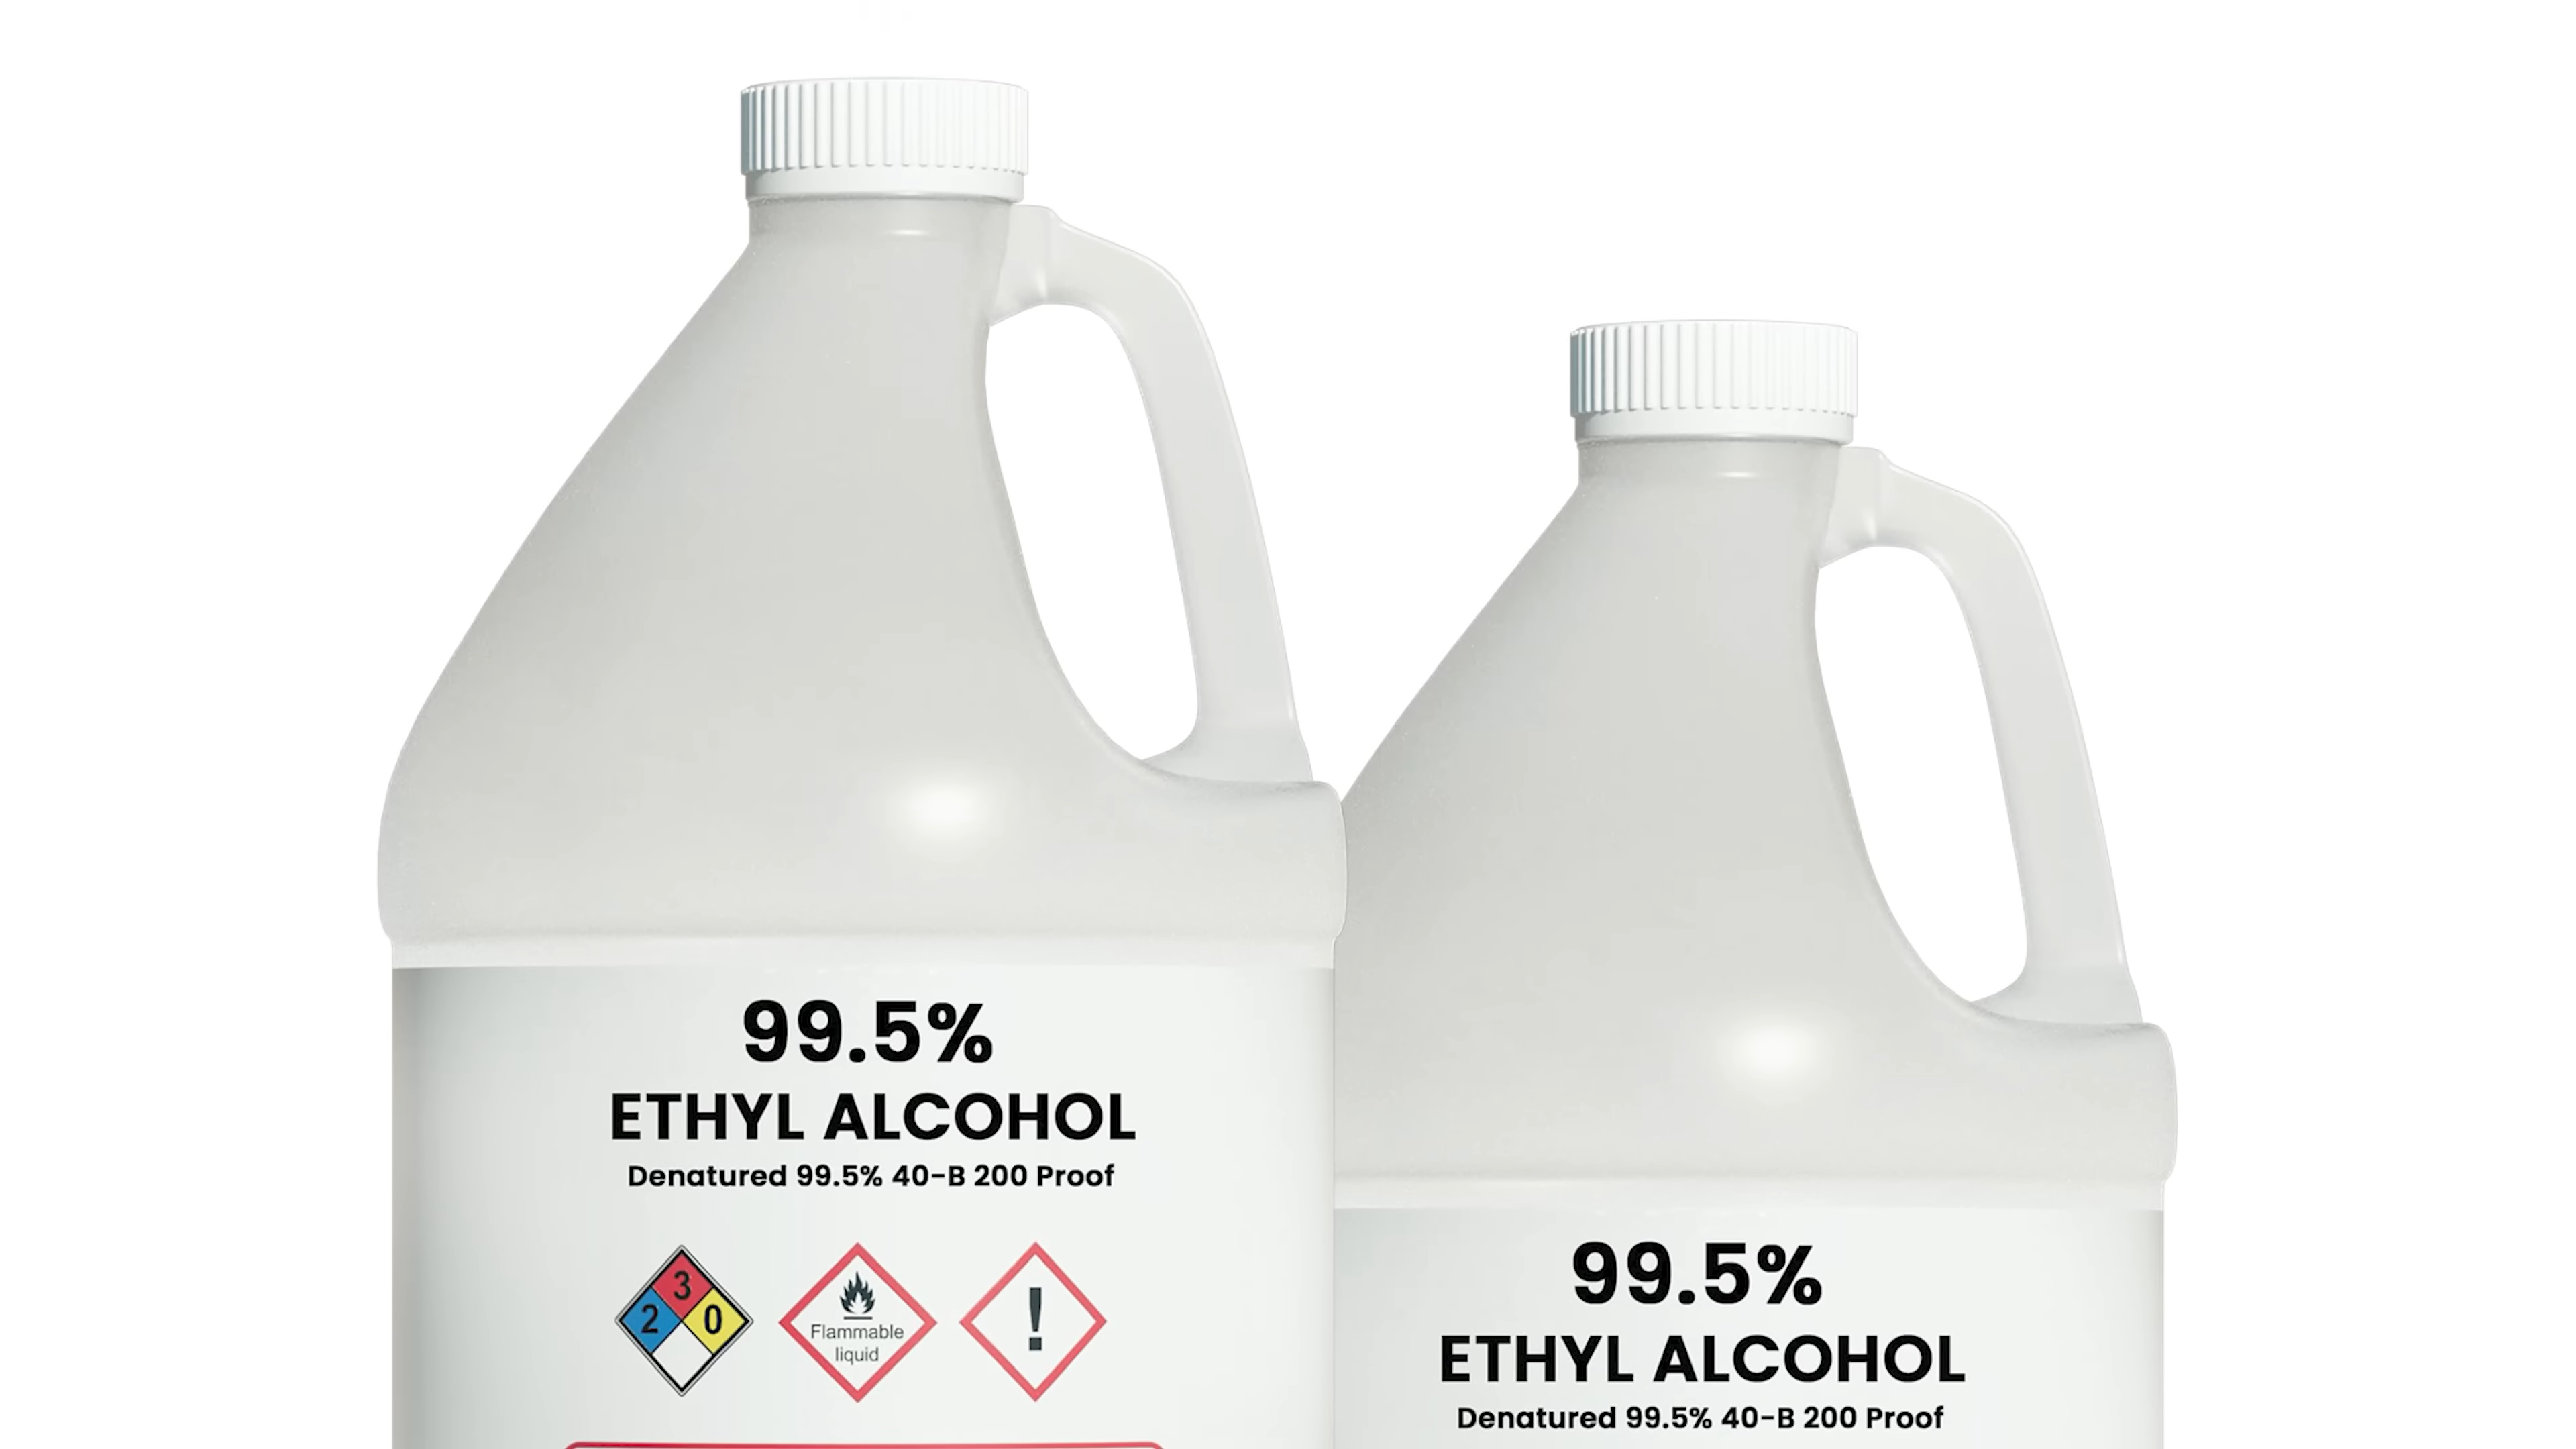 99.5%
ETHYL ALCOHOL
Denatured 99.5% 40-B 200 Proof
3
2 0
Flammable
liquid
!
99.5%
ETHYL ALCOHOL
Denatured 99.5% 40-B 200 Proof